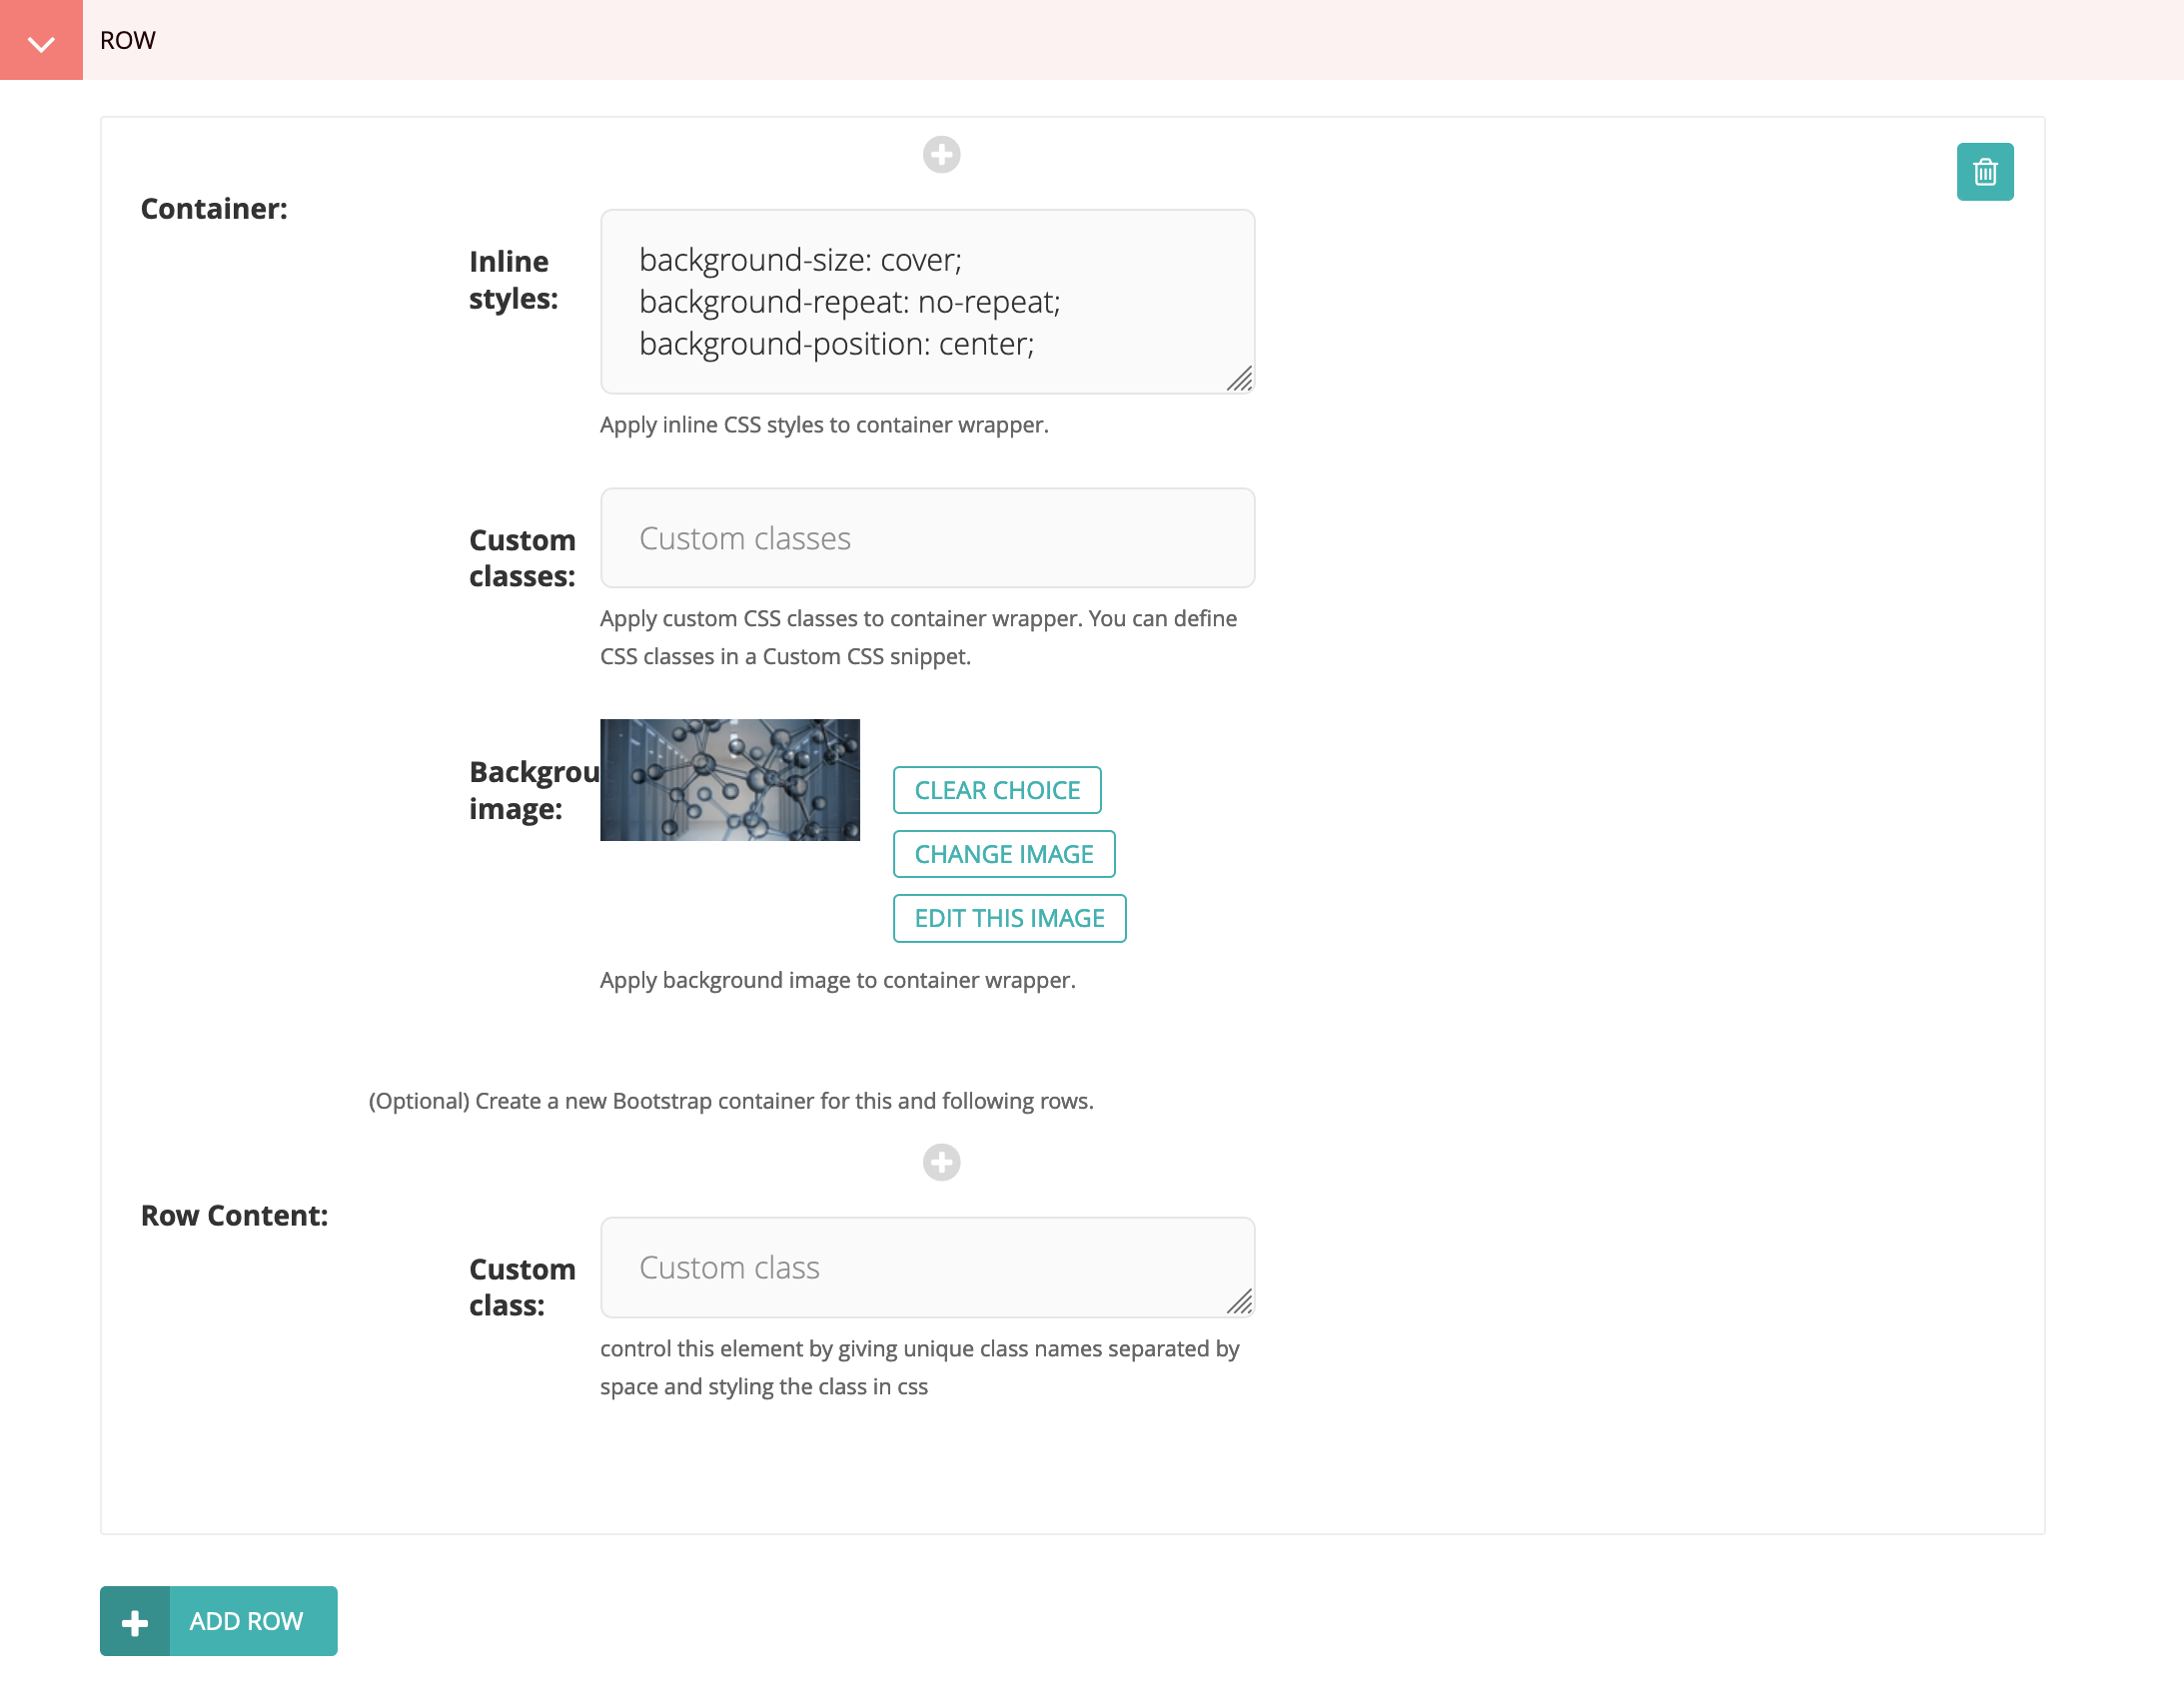 ROW
Container:
Inline
styles:
background-size: cover;
background-repeat: no-repeat;
background-position: center;
Apply inline CSS styles to container wrapper.
Custom
classes:
Custom classes
Apply custom CSS classes to container wrapper. You can define
CSS classes in a Custom CSS snippet.
Backgrou
image:
CLEAR CHOICE
CHANGE IMAGE
EDIT THIS IMAGE
Apply background image to container wrapper.
(Optional) Create a new Bootstrap container for this and following rows.
Row Content:
Custom
class:
Custom class
control this element by giving unique class names separated by
space and styling the class in css
ADD ROW